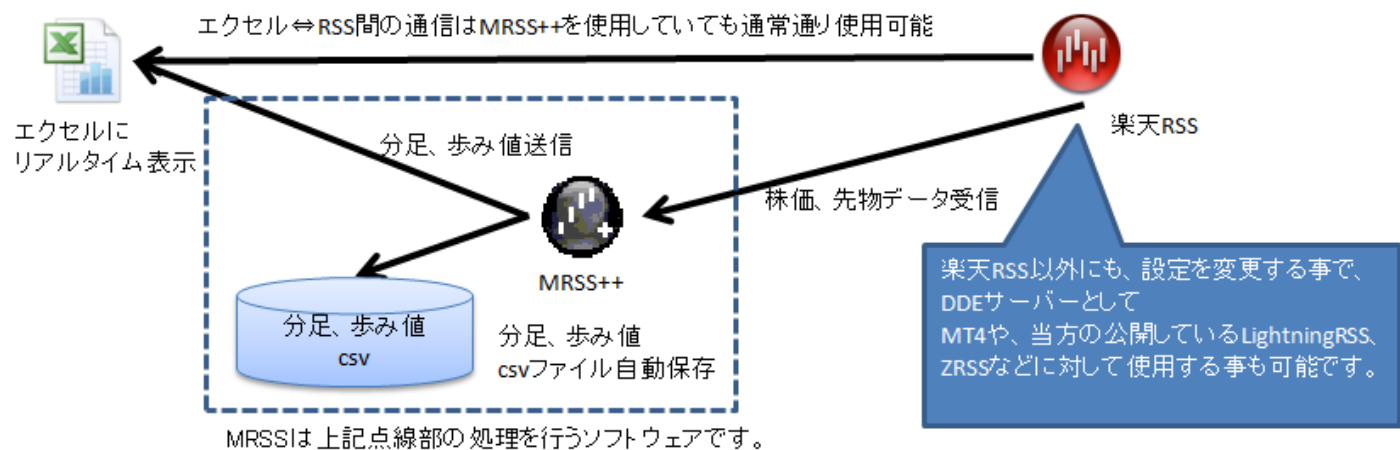 エクセル⇔RSS間の通信はMRSS++を使用していても通常通り使用可能
エクセルに
リアルタイム表示
楽天RSS
分足、歩み値送信
株価、先物データ受信
MRSS++
分足、歩み値
csv
分足、歩み値
csvファイル自動保存
楽天RSS以外にも、設定を変更する事で、
DDEサーバーとして
MT4や、当方の公開しているLightningRSS、
ZRSSなどに対して使用する事も可能です。
MRSSは上記点線部の処理を行うソフトウェアです。